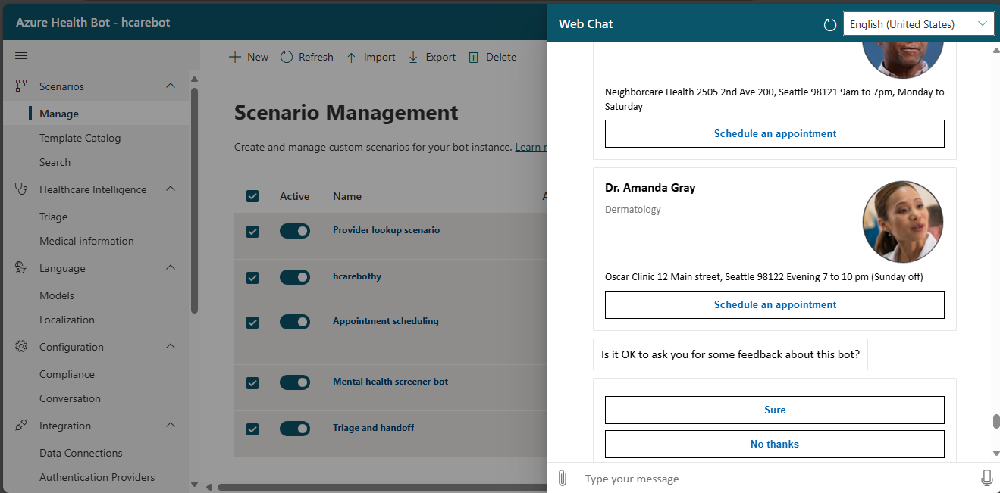 Azure Health Bot - hcarebot
Scenarios
Manage
Template Catalog
Search
Healthcare Intelligence
Triage
Medical information
Language
Models
Localization
Configuration
Compliance
Conversation
Integration
Data Connections
Authentication Providers
New Refresh Import Export Delete
Scenario Management
Create and manage custom scenarios for your bot instance. Learn
Active Name
Provider lookup scenario
hcarebothy
Appointment scheduling
Mental health screener bot
Triage and handoff
Web Chat
English (United States)
Neighborcare Health 2505 2nd Ave 200, Seattle 98121 9am to 7pm, Monday to
Saturday
Schedule an appointment
Dr. Amanda Gray
Dermatology
Oscar Clinic 12 Main street, Seattle 98122 Evening 7 to 10 pm (Sunday off)
Schedule an appointment
Is it OK to ask you for some feedback about this bot?
Sure
No thanks
Type your message